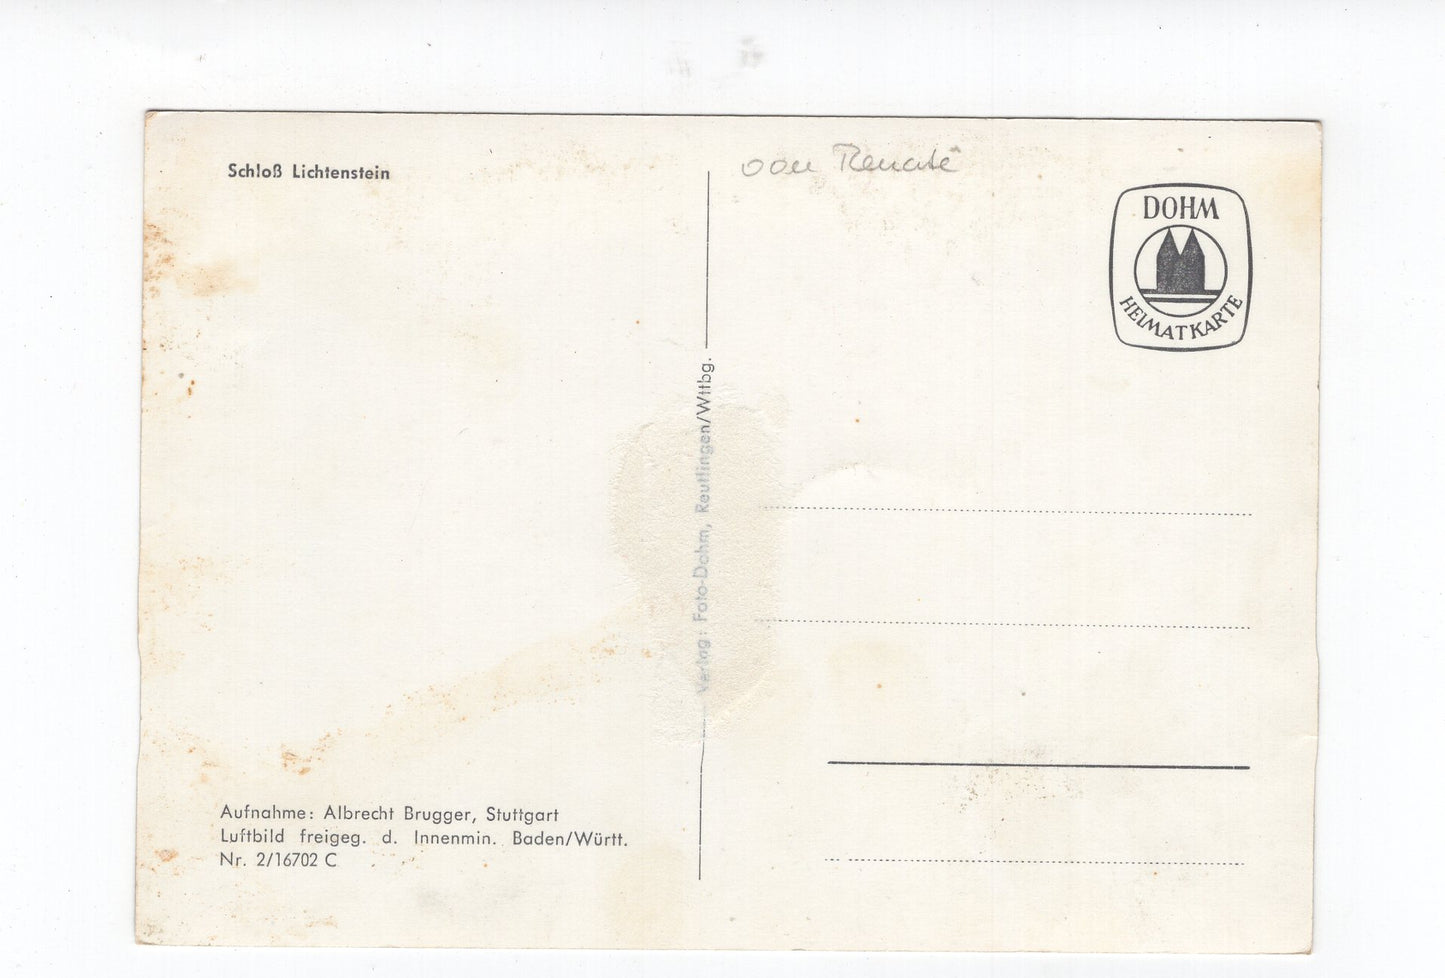 Schloß Lichtenstein
von Renate
DOHM
HEIMATKARTE
Verlag: Foto-Dohm, Reutlingen/Wttbg.
Aufnahme: Albrecht Brugger, Stuttgart
Luftbild freigeg. d. Innenmin. Baden/Württ.
Nr. 2/16702 C